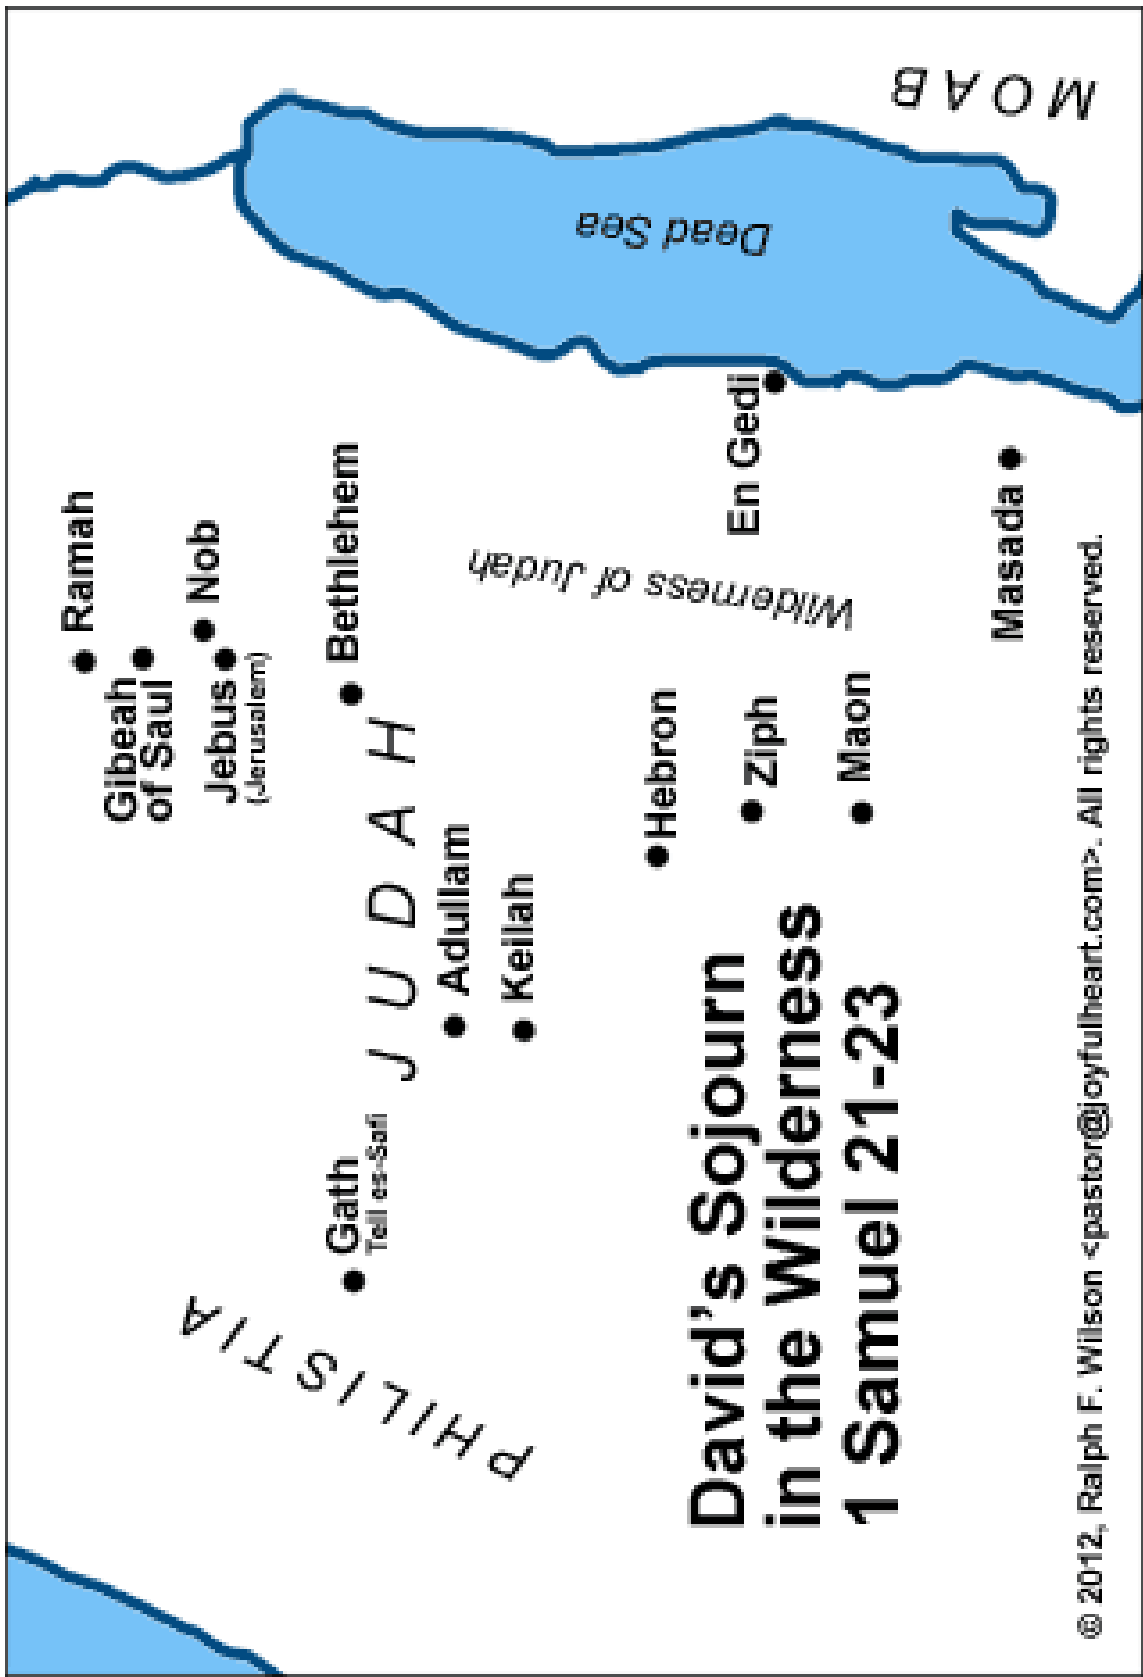 MOAB
Dead Sea
Ramah
Gibeah
of Saul
Nob
Jebus
(Jerusalem)
Bethlehem
JUDAH
Adullam
Keilah
Gath
Tell es-Safi
PHILISTIA
Hebron
Ziph
Maon
En Gedi
Wilderness of Judah
Masada
David's Sojourn
in the Wilderness
1 Samuel 21-23
© 2012, Ralph F. Wilson <pastor@joyfulheart.com>. All rights reserved.